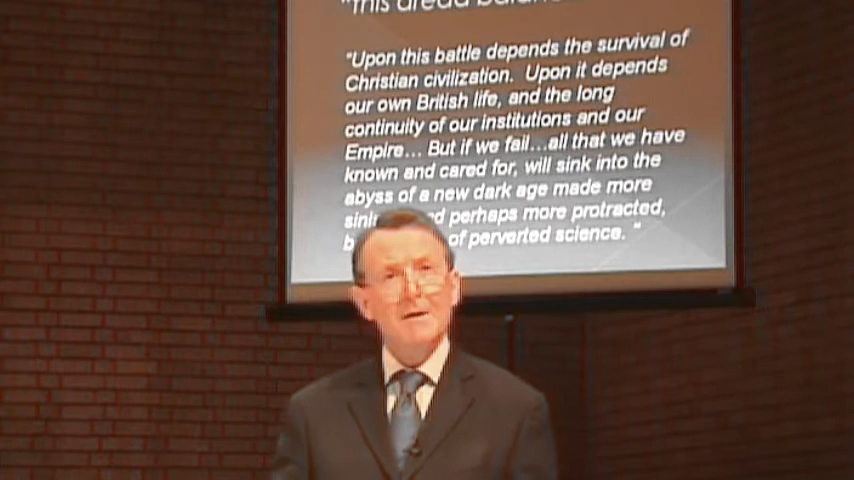 "This dread
"Upon this battle depends the survival of
Christian civilization. Upon it depends
our own British life, and the long
continuity of our institutions and our
Empire... But if we fail...all that we have
known and cared for, will sink into the
abyss of a new dark age made more
perhaps more protracted,
of perverted science. "